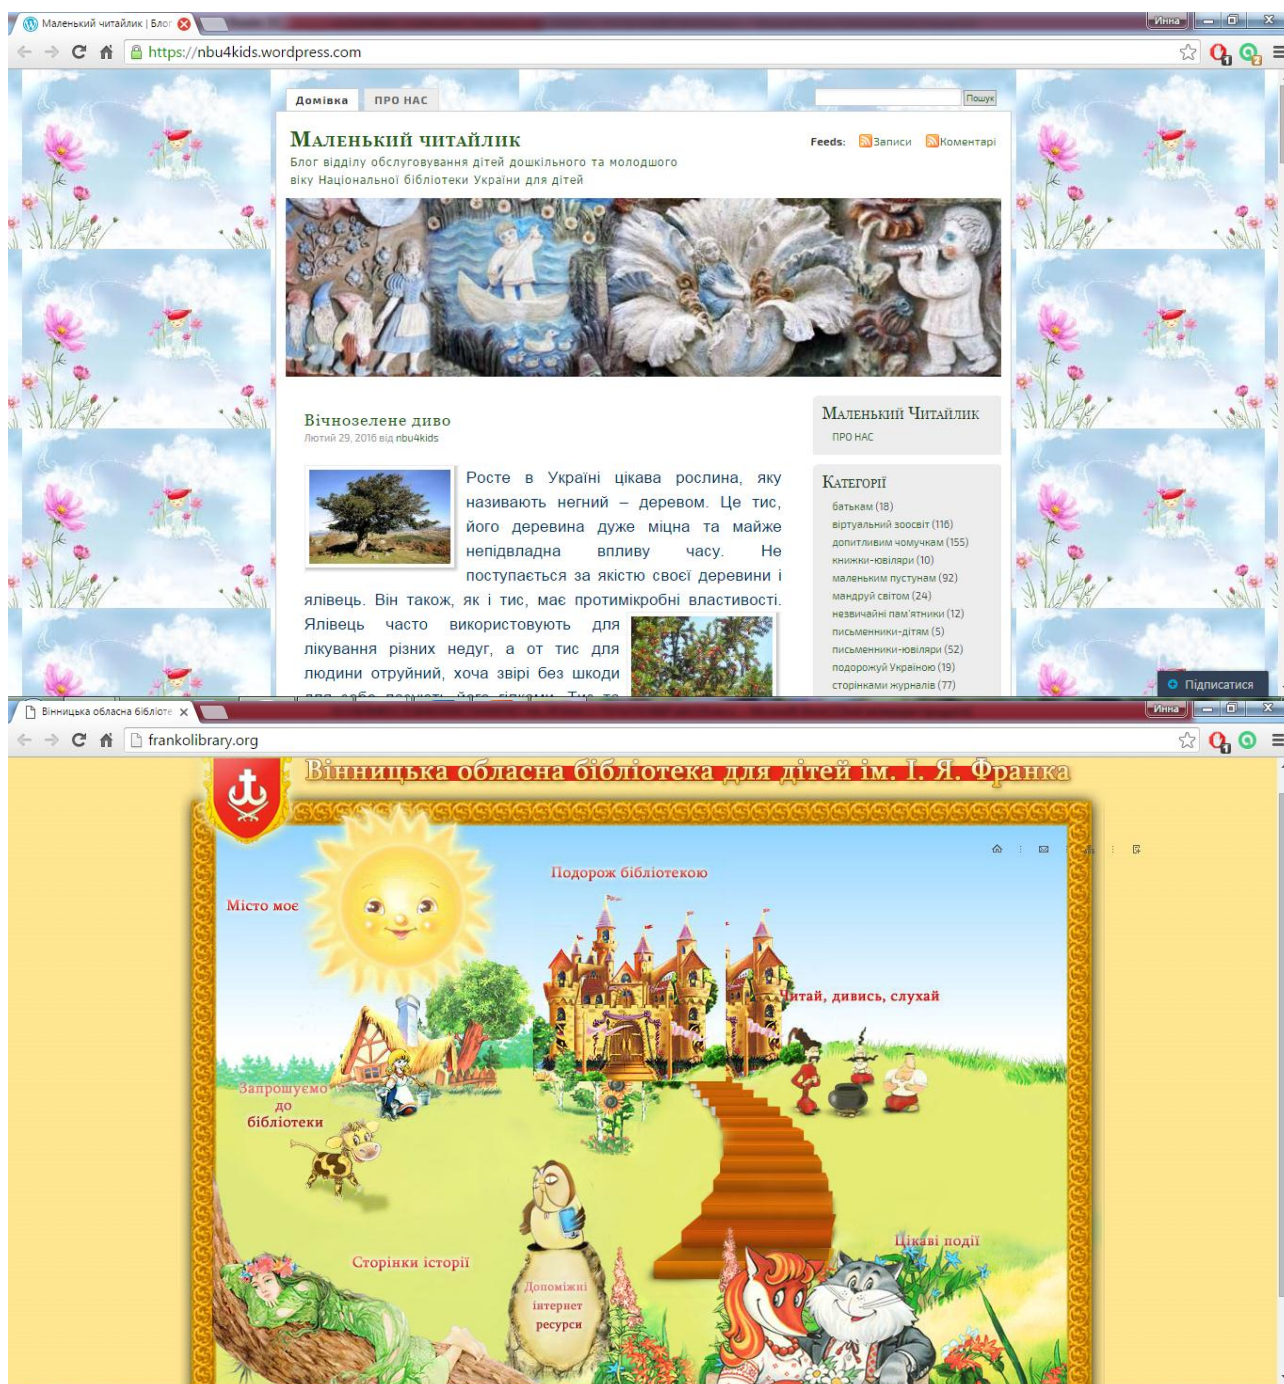 Маленький читайлик | Блог
Инна
https://nbu4kids.wordpress.com
Домівка ПРО НАС
Пошук
Маленький читайлик
Feeds: Записи Коментарі
Блог відділу обслуговування дітей дошкільного та молодшого
віку Національної бібліотеки України для дітей
Вічнозелене диво
Лютий 29, 2016 від nbu4kids
Росте в Україні цікава рослина, яку
називають негний – деревом. Це тис,
його деревина дуже міцна та майже
непідвладна впливу часу. Не
поступається за якістю своєї деревини і
ялівець. Він також, як і тис, має протимікробні властивості.
Ялівець часто використовують для
лікування різних недуг, а от тис для
людини отруйний, хоча звірі без шкоди
Маленький Читайлик
ПРО НАС
Категорії
батькам (18)
віртуальний зоосвіт (116)
допитливим чомучкам (155)
книжки-ювіляри (10)
маленьким пустунам (92)
мандруй світом (24)
незвичайні пам'ятники (12)
письменники-дітям (5)
письменники-ювіляри (52)
подорожуй Україною (19)
сторінками журналів (77)
Підписатися
Вінницька обласна бібліоте
Инна
frankolibrary.org
Вінницька обласна бібліотека для дітей ім. І. Я. Франка
Подорож бібліотекою
Місто моє
Читай, дивись, слухай
Запрошуємо
до
бібліотеки
Цікаві події
Сторінки історії
Допоміжні
інтернет
ресурси